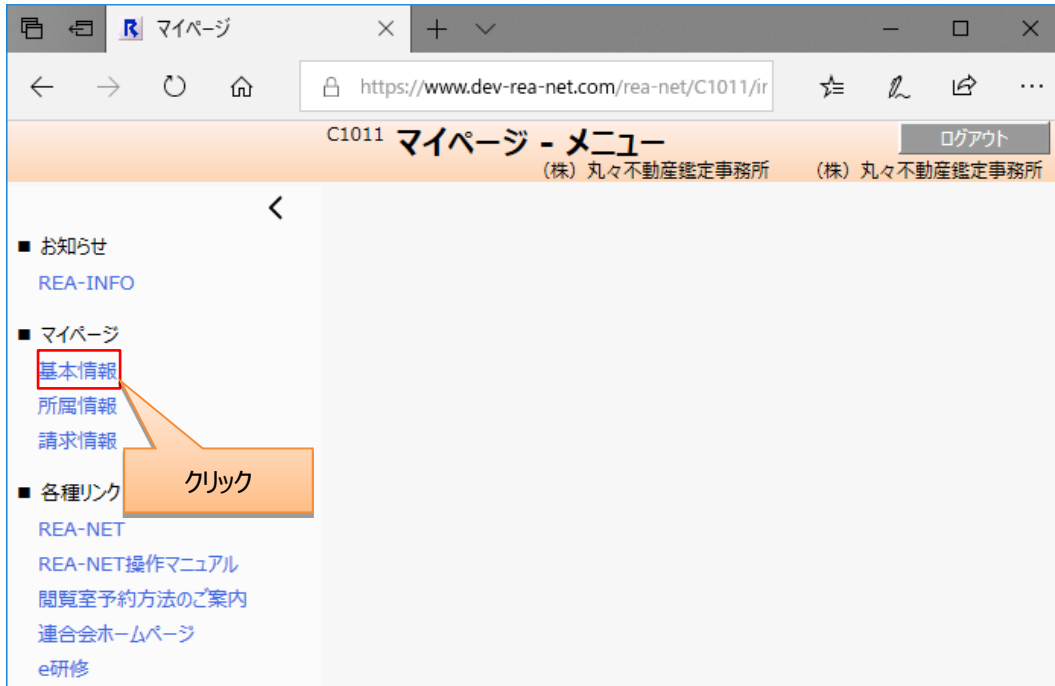 マイページ
https://www.dev-rea-net.com/rea-net/C1011/ir
C1011 マイページ - メニュー
ログアウト
(株) 丸々不動産鑑定事務所 (株) 丸々不動産鑑定事務所
■ お知らせ
REA-INFO
■ マイページ
基本情報
所属情報
請求情報
クリック
■ 各種リンク
REA-NET
REA-NET操作マニュアル
閲覧室予約方法のご案内
連合会ホームページ
e研修